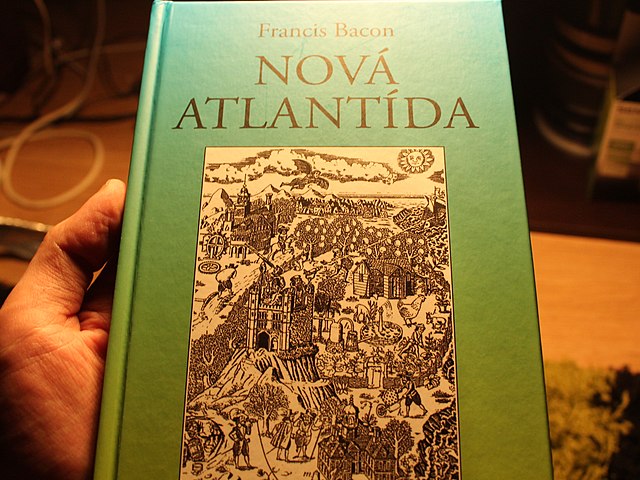 Francis Bacon
NOVÁ
ATLANTÍDA